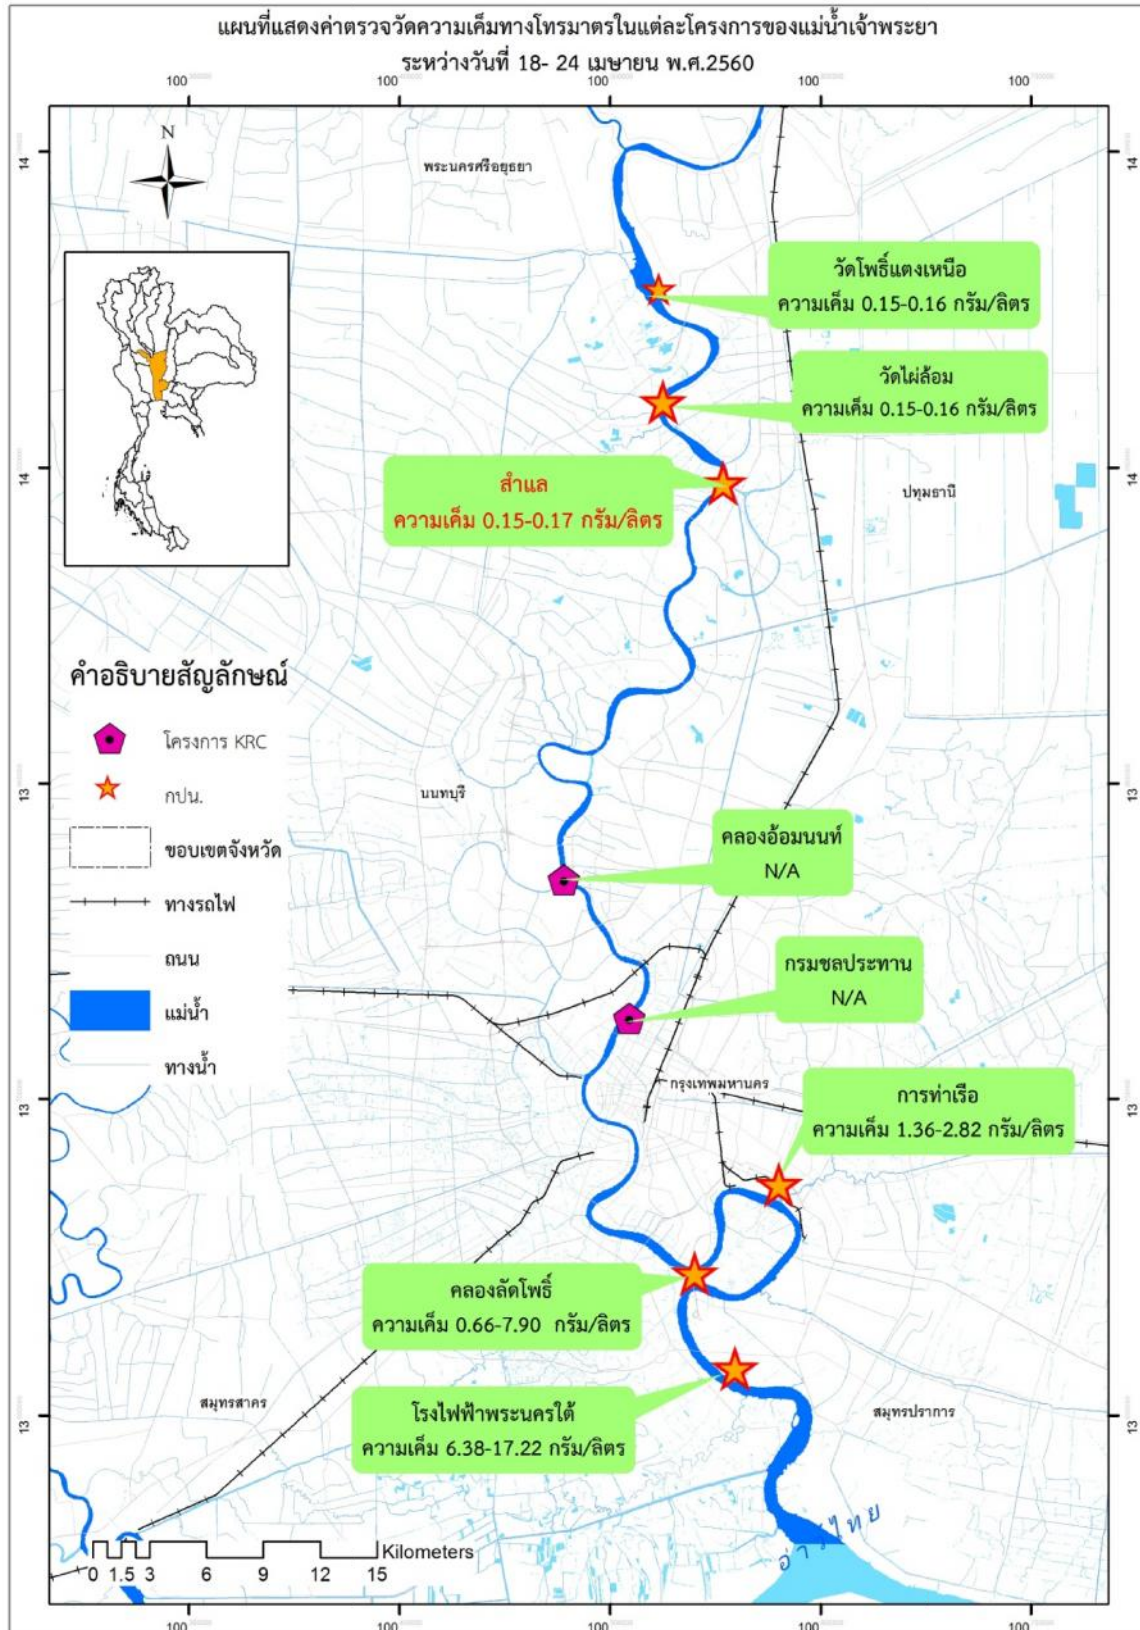 แผนที่แสดงค่าตรวจวัดความเค็มทางโทรมาตรในแต่ละโครงการของแม่น้ำเจ้าพระยา
ระหว่างวันที่ 18- 24 เมษายน พ.ศ.2560
100 100 100 100 100
N
พระนครศรีอยุธยา
14
14
วัดโพธิ์แตงเหนือ
ความเค็ม 0.15-0.16 กรัม/ลิตร
วัดไผ่ล้อม
ความเค็ม 0.15-0.16 กรัม/ลิตร
14
14
สำแล
ความเค็ม 0.15-0.17 กรัม/ลิตร
ปทุมธานี
คำอธิบายสัญลักษณ์
โครงการ KRC
กปน.
ขอบเขตจังหวัด
ทางรถไฟ
ถนน
แม่น้ำ
ทางน้ำ
13
13
นนทบุรี
คลองอ้อมนนท์
N/A
กรมชลประทาน
N/A
กรุงเทพมหานคร
13
13
การท่าเรือ
ความเค็ม 1.36-2.82 กรัม/ลิตร
คลองลัดโพธิ์
ความเค็ม 0.66-7.90 กรัม/ลิตร
โรงไฟฟ้าพระนครใต้
ความเค็ม 6.38-17.22 กรัม/ลิตร
สมุทรสาคร
สมุทรปราการ
13
13
อ่าวไทย
Kilometers
0 1.5 3 6 9 12 15
100 100 100 100 100